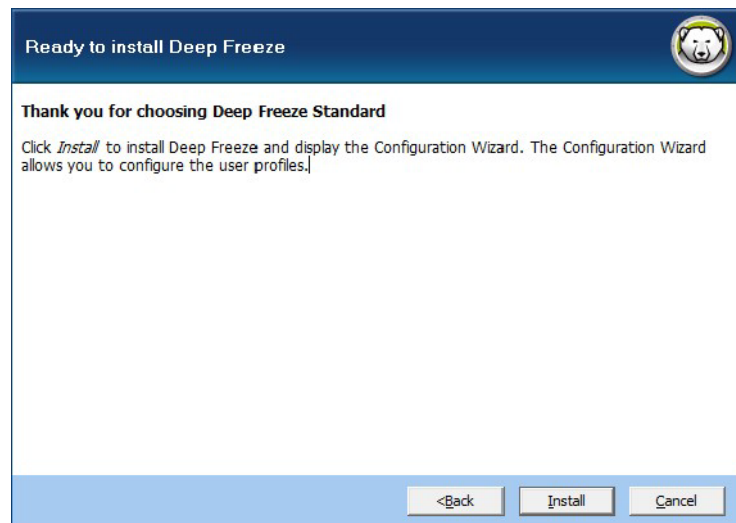 Ready to install Deep Freeze
Thank you for choosing Deep Freeze Standard
Click Install to install Deep Freeze and display the Configuration Wizard. The Configuration Wizard
allows you to configure the user profiles.
<Back
Install
Cancel